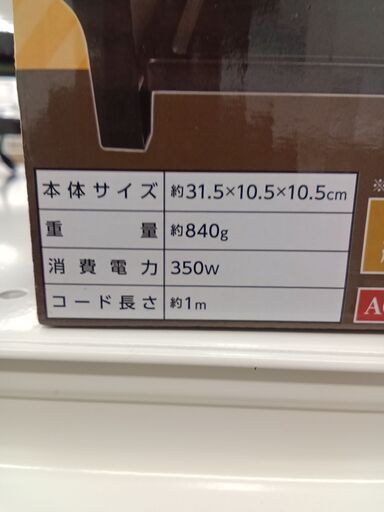 本体サイズ 約31.5×10.5×10.5cm
重量 約840g
消費電力 350W
コード長さ 約1m
※